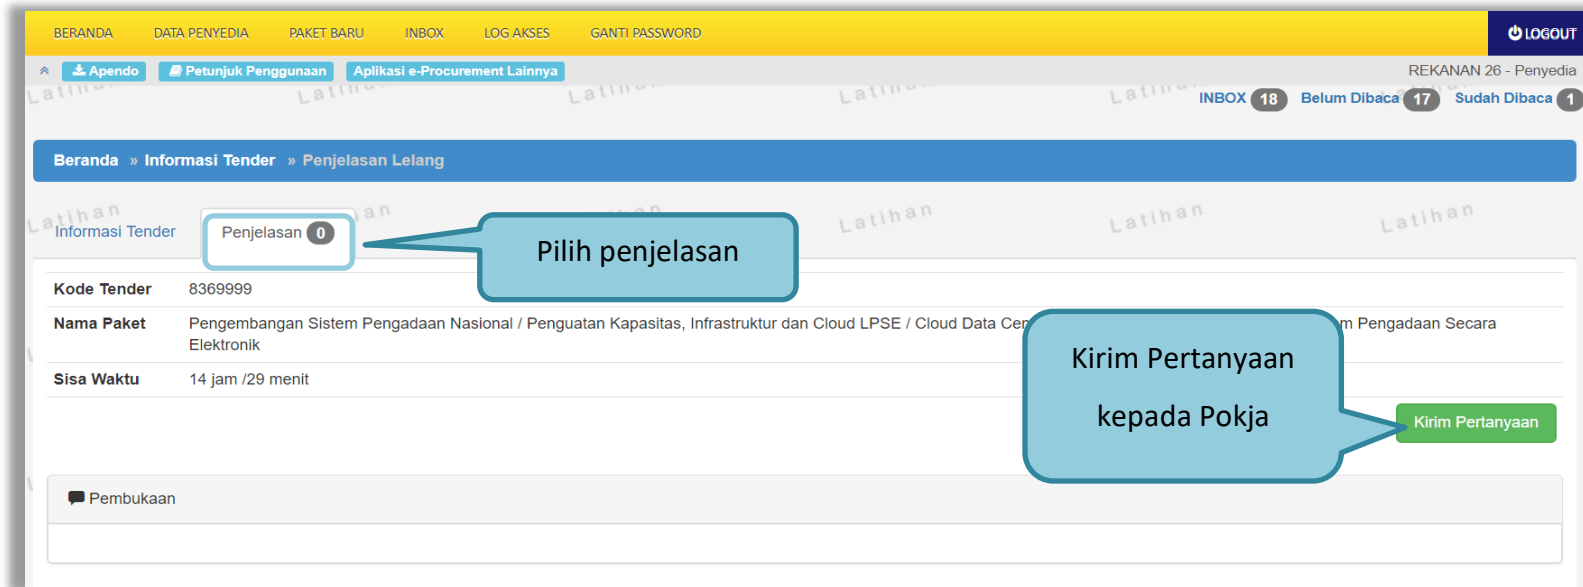 BERANDA DATA PENYEDIA PAKET BARU INBOX LOG AKSES GANTI PASSWORD LOGOUT
Apendo Petunjuk Penggunaan Aplikasi e-Procurement Lainnya REKANAN 26 - Penyedia
INBOX 18 Belum Dibaca 17 Sudah Dibaca 1
Beranda » Informasi Tender » Penjelasan Lelang
Latihan Latihan Latihan
Informasi Tender Penjelasan 0
Pilih penjelasan
Kode Tender 8369999
Nama Paket Pengembangan Sistem Pengadaan Nasional / Penguatan Kapasitas, Infrastruktur dan Cloud LPSE / Cloud Data Pengadaan Secara
Elektronik
Sisa Waktu 14 jam /29 menit
Kirim Pertanyaan
kepada Pokja
Kirim Pertanyaan
Pembukaan